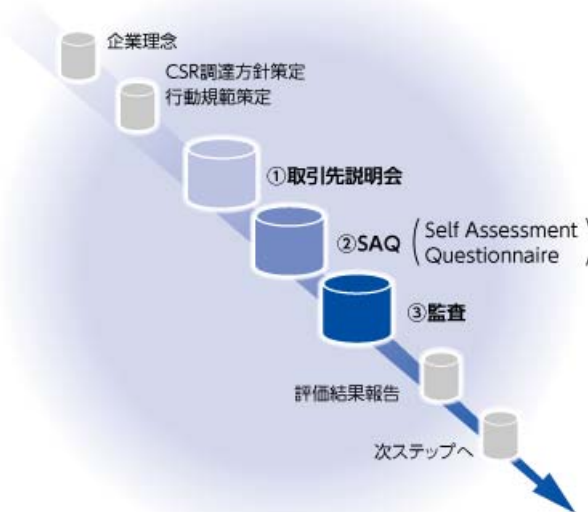 企業理念
CSR調達方針策定
行動規範策定
①取引先説明会
②SAQ (Self Assessment
Questionnaire)
③監査
評価結果報告
次ステップへ